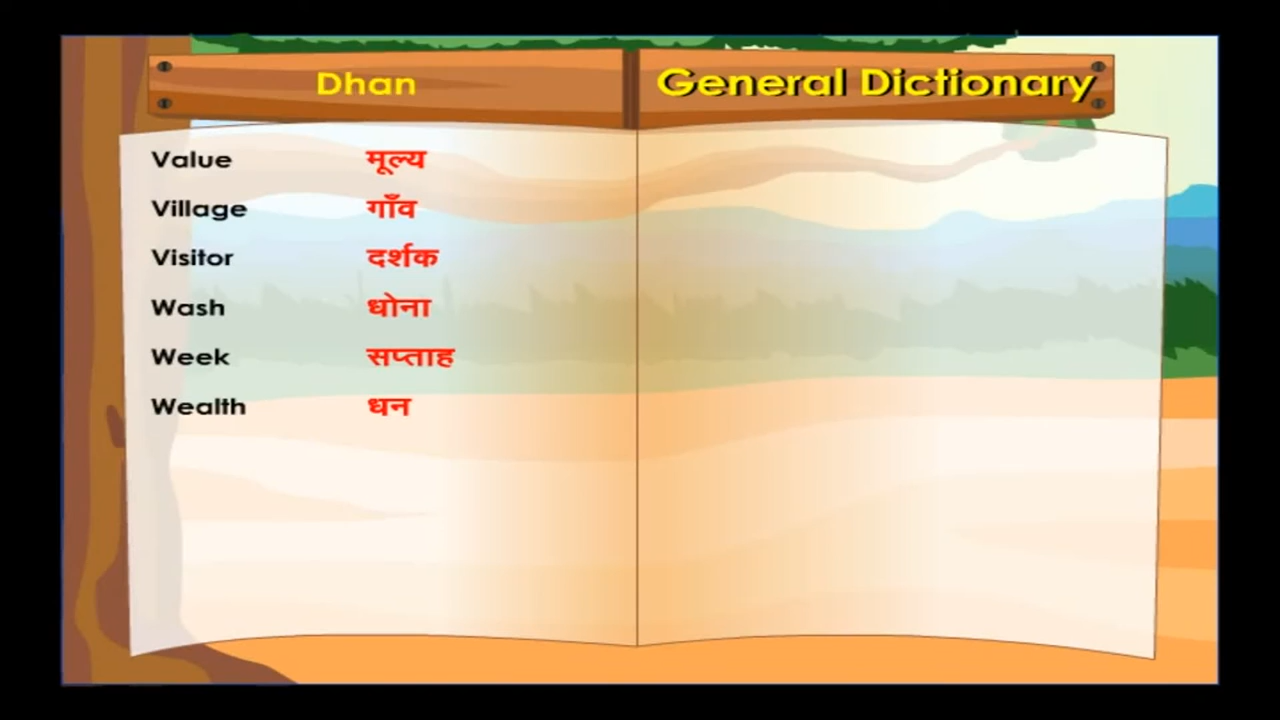 Dhan
General Dictionary
Value मूल्य
Village गाँव
Visitor दर्शक
Wash धोना
Week सप्ताह
Wealth धन